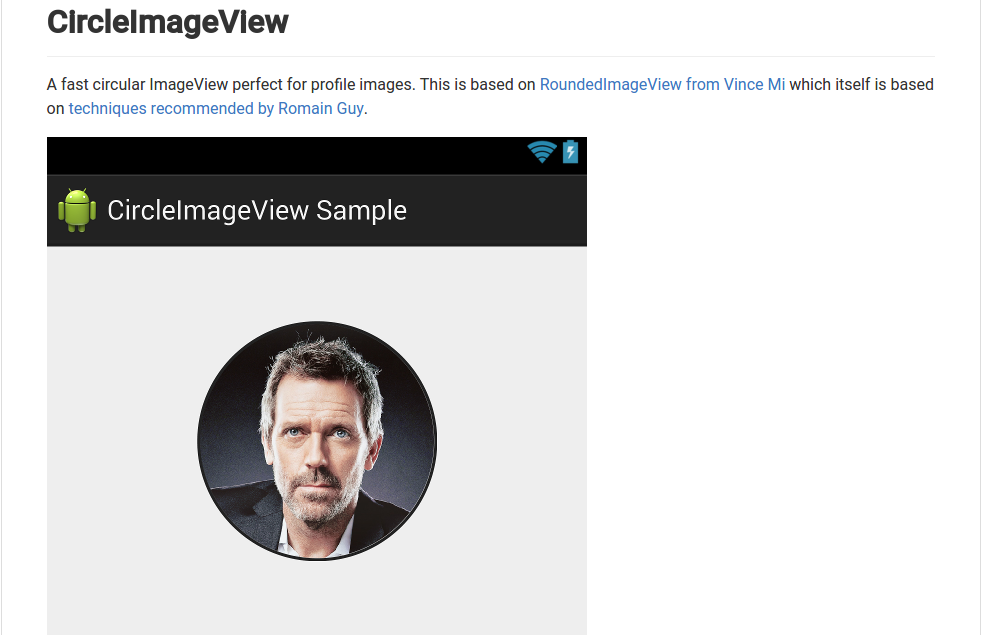 CircleImageView
A fast circular ImageView perfect for profile images. This is based on RoundedImageView from Vince Mi which itself is based
on techniques recommended by Romain Guy.
CircleImageView Sample